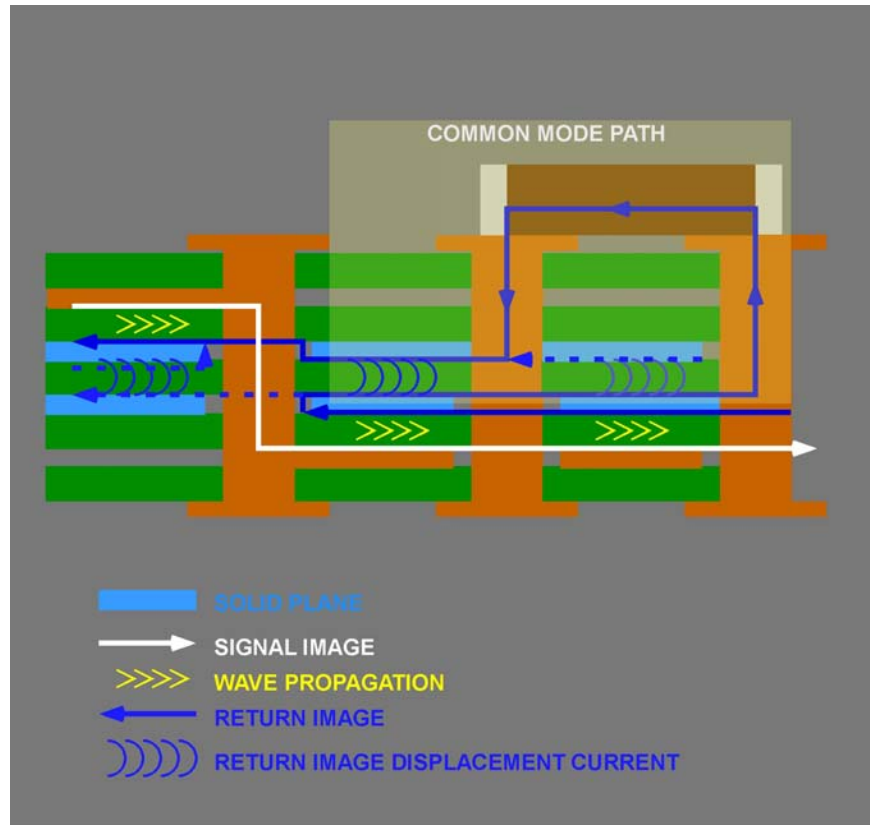 COMMON MODE PATH
SOLID PLANE
SIGNAL IMAGE
WAVE PROPAGATION
RETURN IMAGE
RETURN IMAGE DISPLACEMENT CURRENT